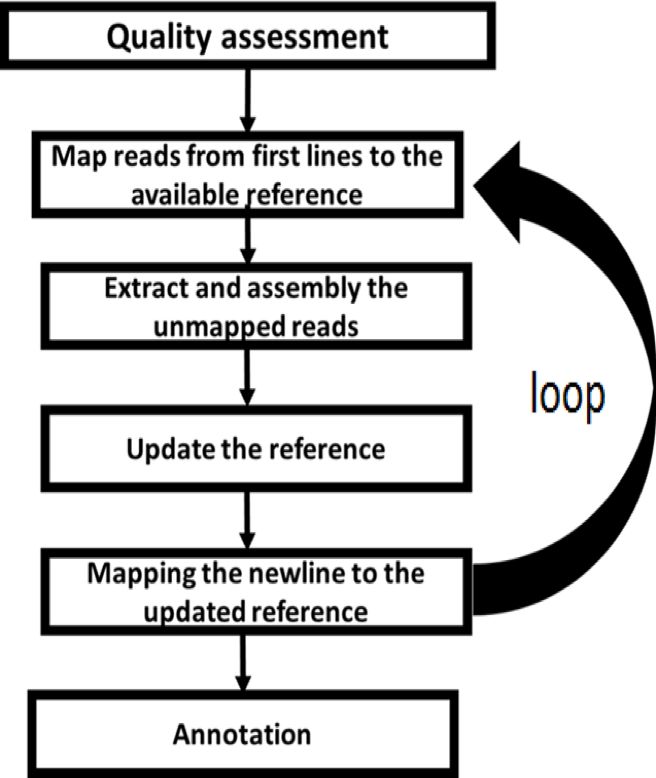 Quality assessment
Map reads from first lines to the
available reference
Extract and assembly the
unmapped reads
Update the reference
loop
Mapping the newline to the
updated reference
Annotation